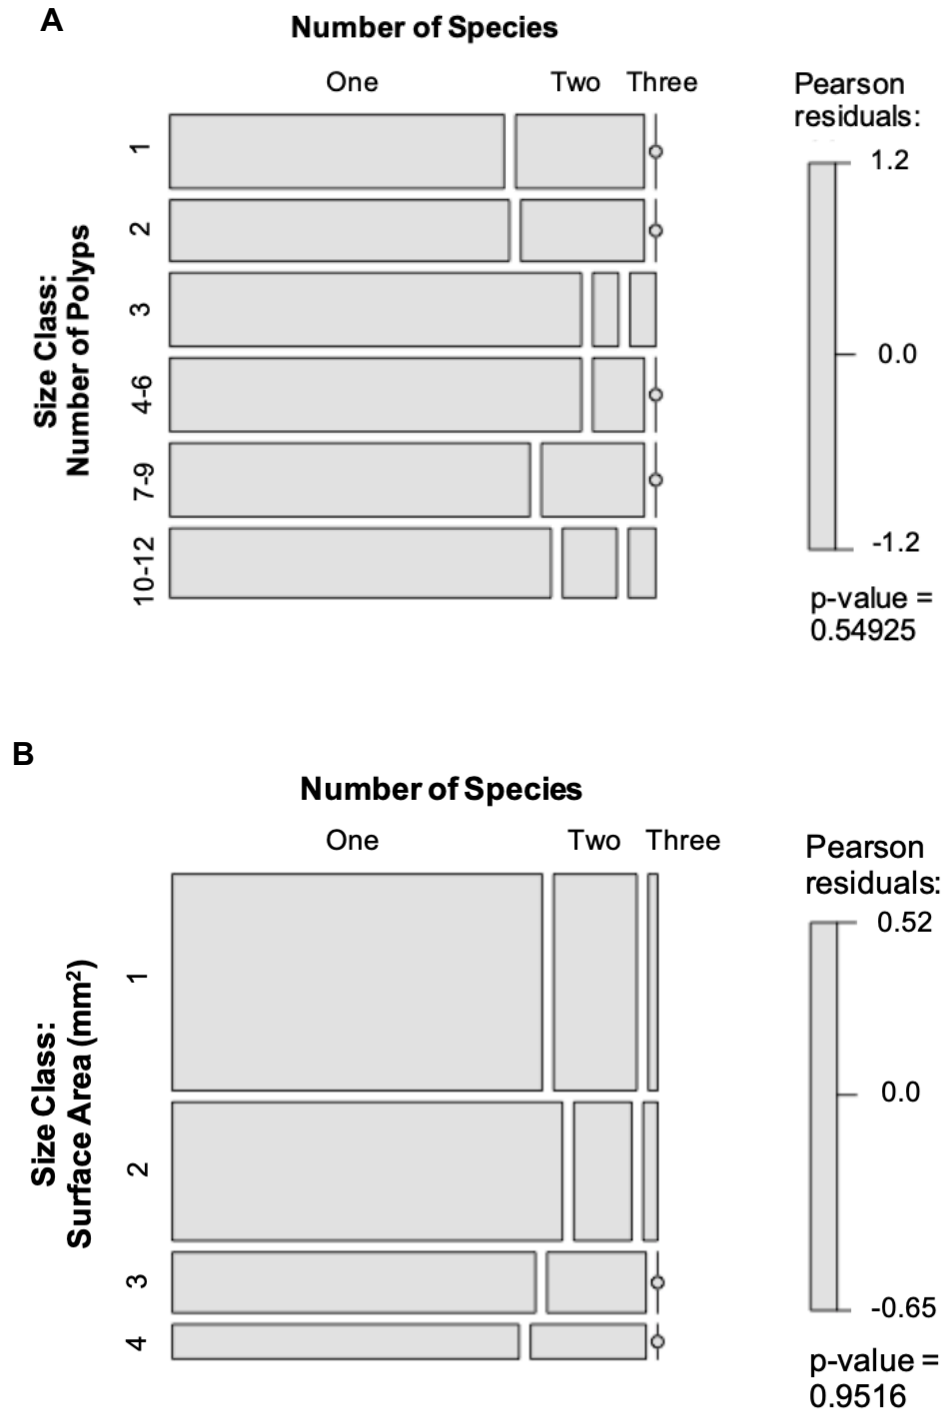 A
Number of Species
One Two Three
Size Class:
Number of Polyps
1
2
3
4-6
7-9
10-12
Pearson
residuals:
1.2
0.0
-1.2
p-value =
0.54925
B
Number of Species
One Two Three
Size Class:
Surface Area (mm²)
1
2
3
4
Pearson
residuals:
0.52
0.0
-0.65
p-value =
0.9516